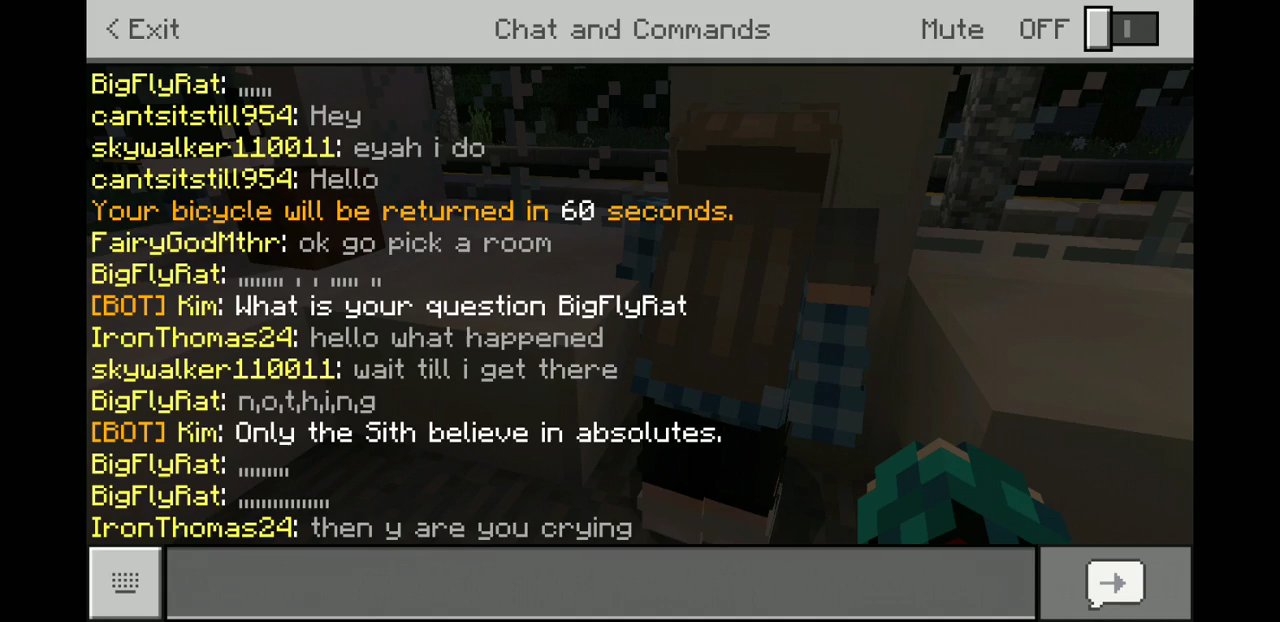 < Exit
Chat and Commands
Mute
OFF
BigFlyRat: ,,,,,,
cantsitstill954: Hey
skywalker110011: eyah i do
cantsitstill954: Hello
Your bicycle will be returned in 60 seconds.
FairyGodMthr: ok go pick a room
BigFlyRat: ,,,,,,,, , , ,,,,, ,,
[BOT] Kim: What is your question BigFlyRat
IronThomas24: hello what happened
skywalker110011: wait till i get there
BigFlyRat: n,o,t,h,i,n,g
[BOT] Kim: Only the Sith believe in absolutes.
BigFlyRat: ,,,,,,,,,
BigFlyRat: ,,,,,,,,,,,,,,,,
IronThomas24: then y are you crying